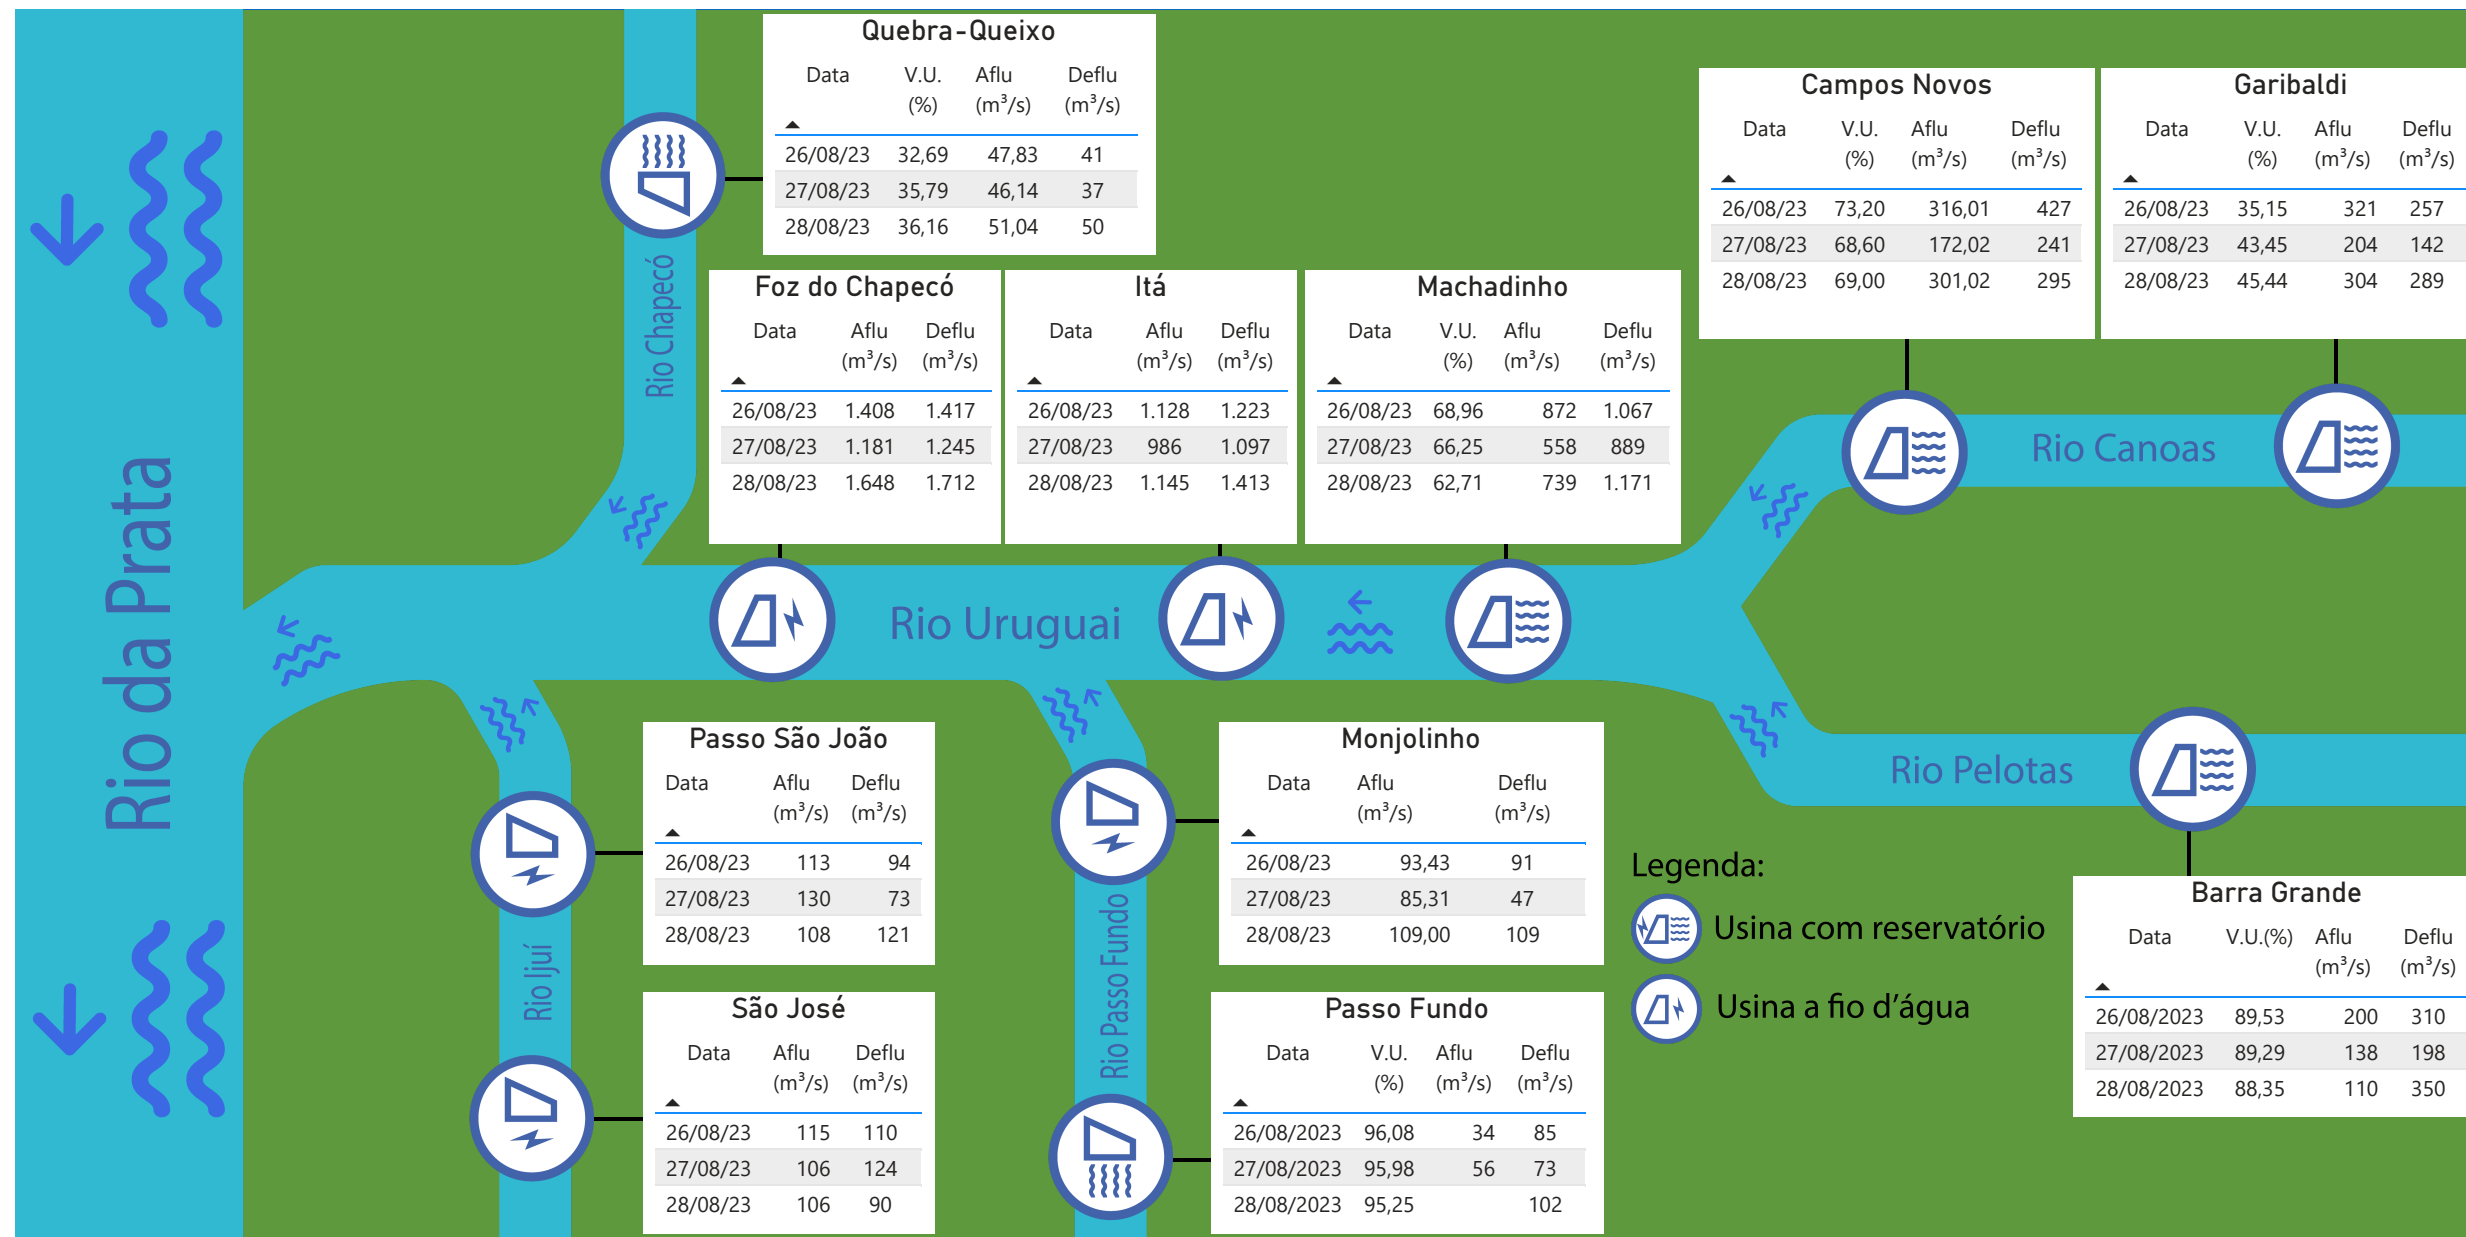 Quebra-Queixo
Data V.U. Aflu Deflu
(%) (m³/s) (m³/s)
26/08/23 32,69 47,83 41
27/08/23 35,79 46,14 37
28/08/23 36,16 51,04 50
Campos Novos
Data V.U. Aflu Deflu
(%) (m³/s) (m³/s)
26/08/23 73,20 316,01 427
27/08/23 68,60 172,02 241
28/08/23 69,00 301,02 295
Garibaldi
Data V.U. Aflu Deflu
(%) (m³/s) (m³/s)
26/08/23 35,15 321 257
27/08/23 43,45 204 142
28/08/23 45,44 304 289
Rio Chapecó
Foz do Chapecó
Data Aflu Deflu
(m³/s) (m³/s)
26/08/23 1.408 1.417
27/08/23 1.181 1.245
28/08/23 1.648 1.712
Itá
Data Aflu Deflu
(m³/s) (m³/s)
26/08/23 1.128 1.223
27/08/23 986 1.097
28/08/23 1.145 1.413
Machadinho
Data V.U. Aflu Deflu
(%) (m³/s) (m³/s)
26/08/23 68,96 872 1.067
27/08/23 66,25 558 889
28/08/23 62,71 739 1.171
Rio Canoas
Rio da Prata
Rio Uruguai
Rio Pelotas
Passo São João
Data Aflu Deflu
(m³/s) (m³/s)
26/08/23 113 94
27/08/23 130 73
28/08/23 108 121
Monjolinho
Data Aflu Deflu
(m³/s) (m³/s)
26/08/23 93,43 91
27/08/23 85,31 47
28/08/23 109,00 109
Legenda:
Usina com reservatório
Usina a fio d'água
Barra Grande
Data V.U.(%) Aflu Deflu
(m³/s) (m³/s)
26/08/2023 89,53 200 310
27/08/2023 89,29 138 198
28/08/2023 88,35 110 350
Rio Ijuí
Rio Passo Fundo
São José
Data Aflu Deflu
(m³/s) (m³/s)
26/08/23 115 110
27/08/23 106 124
28/08/23 106 90
Passo Fundo
Data V.U. Aflu Deflu
(%) (m³/s) (m³/s)
26/08/2023 96,08 34 85
27/08/2023 95,98 56 73
28/08/2023 95,25 102